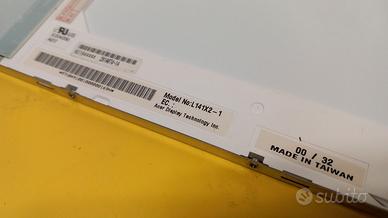 Model No:L141X2-1
EC. :
Acer Display Technology Inc.
00 / 32
MADE IN TAIWAN
subito